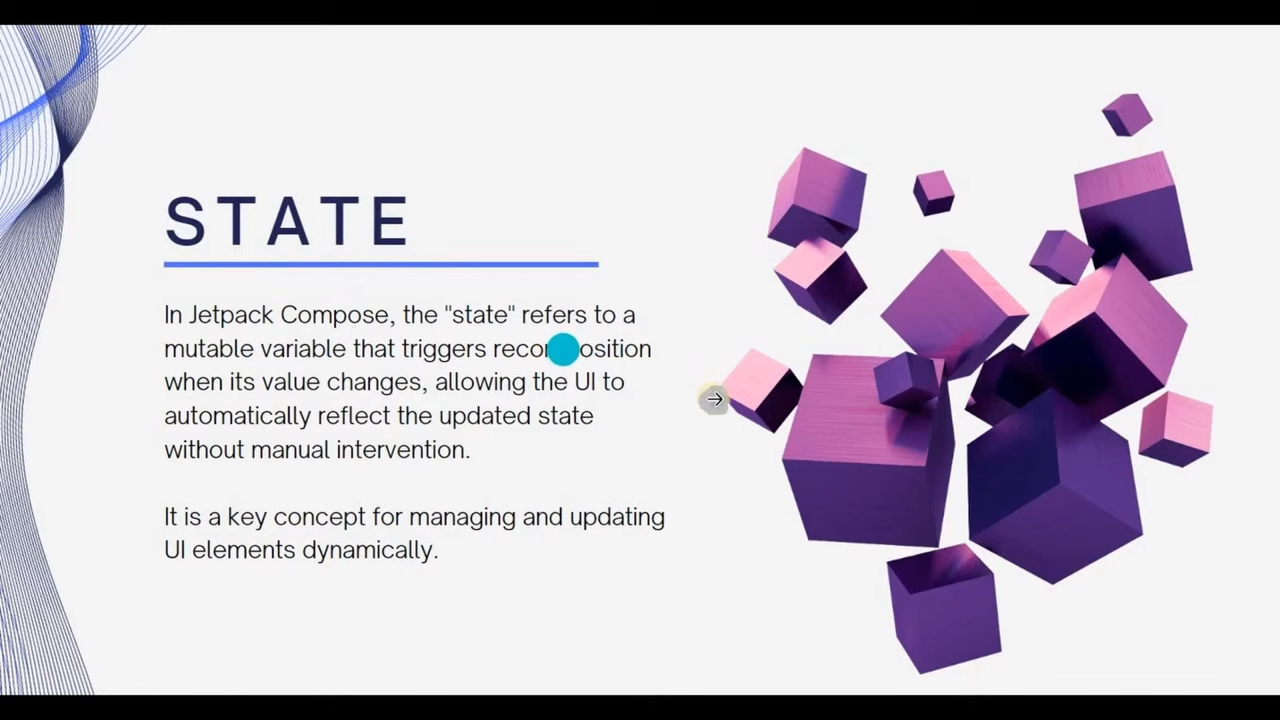 STATE
In Jetpack Compose, the "state" refers to a
mutable variable that triggers
when its value changes, allowing the UI to
automatically reflect the updated state
without manual intervention.
It is a key concept for managing and updating
UI elements dynamically.